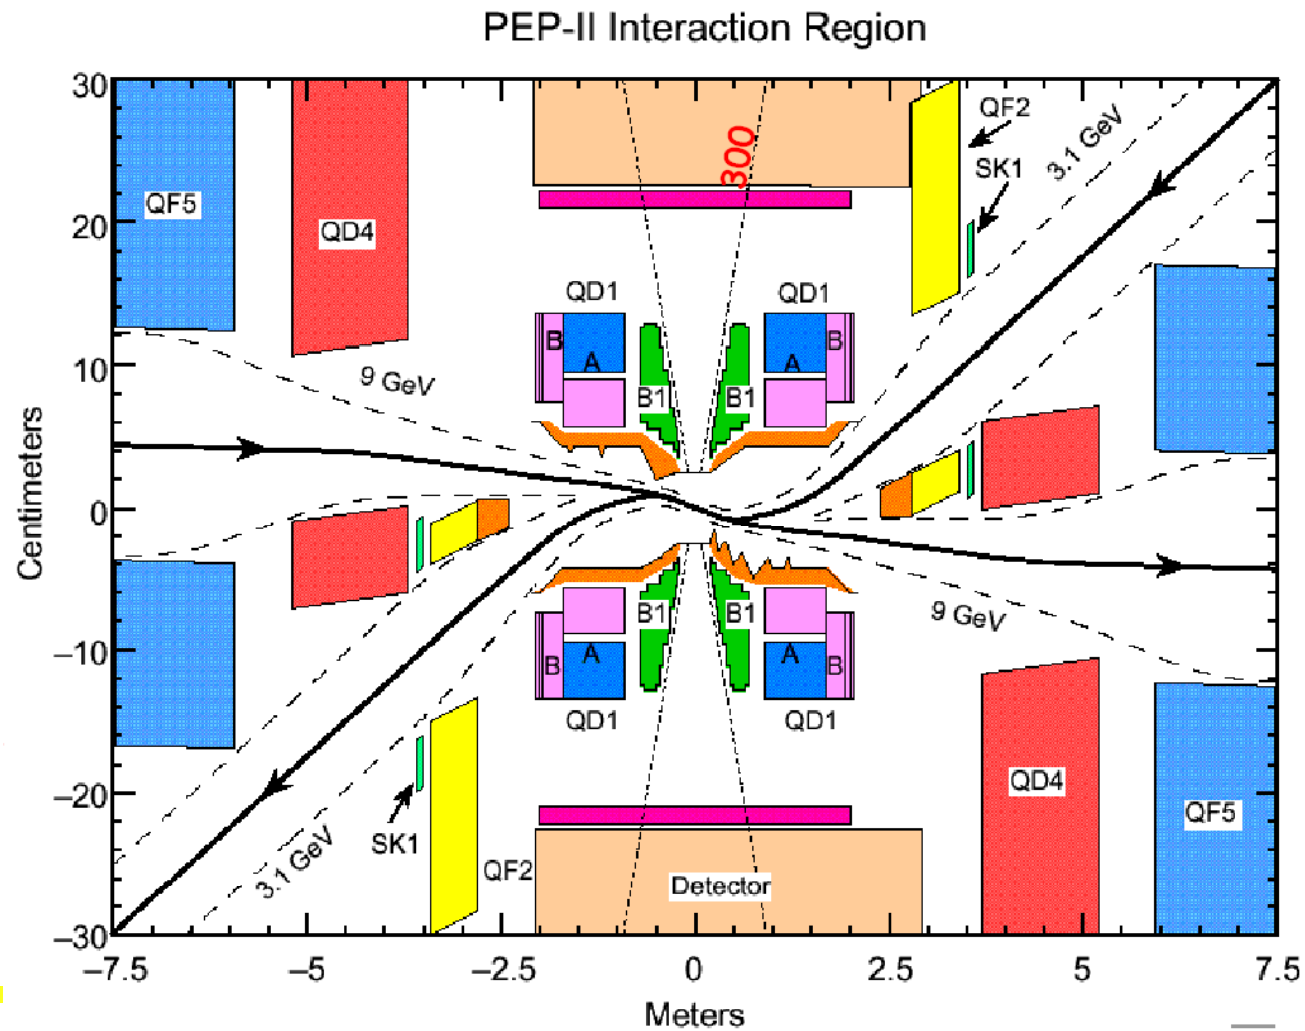 PEP-II Interaction Region
30
20
10
0
–10
–20
–30
Centimeters
–7.5
–5
–2.5
0
2.5
5
7.5
Meters
QF5
QD4
9 GeV
300
QF2
SK1
3.1 GeV
QD1
QD1
B
A
A
B
B1
B1
B1
B1
B
A
A
B
QD1
QD1
9 GeV
SK1
3.1 GeV
QF2
Detector
QD4
QF5